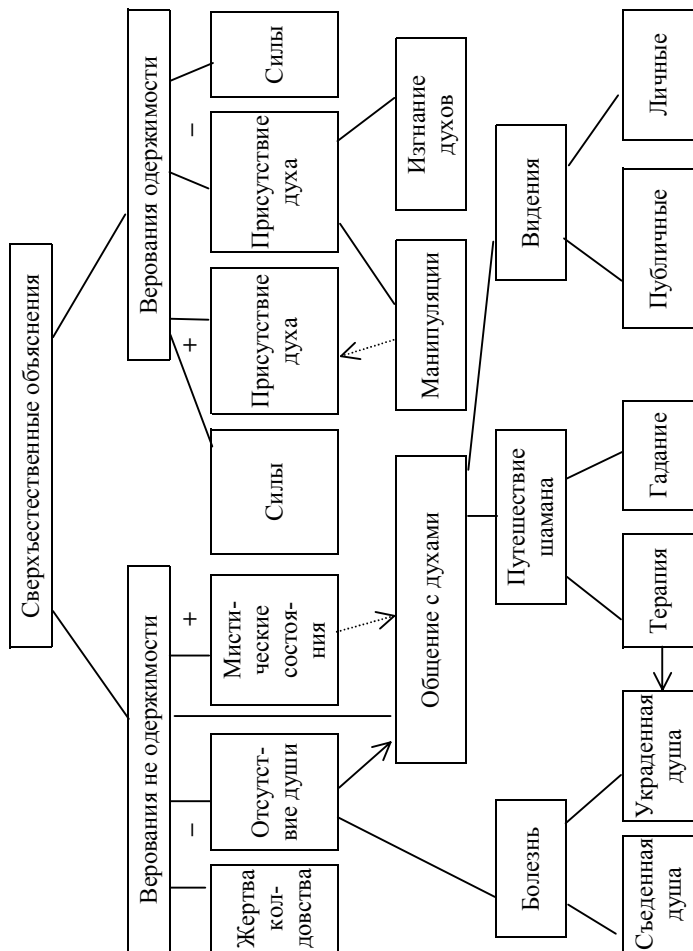 Сверхъестественные объяснения
Верования не одержимости
Верования одержимости
–
+
+
–
Жертва
кол-
довства
Отсутст-
вие души
Мисти-
ческие
состоя-
ния
Силы
Присутствие
духа
Присутствие
духа
Силы
Общение с духами
Манипуляции
Изгнание
духов
Болезнь
Путешествие
шамана
Видения
Съеденная
душа
Украденная
душа
Терапия
Гадание
Публичные
Личные